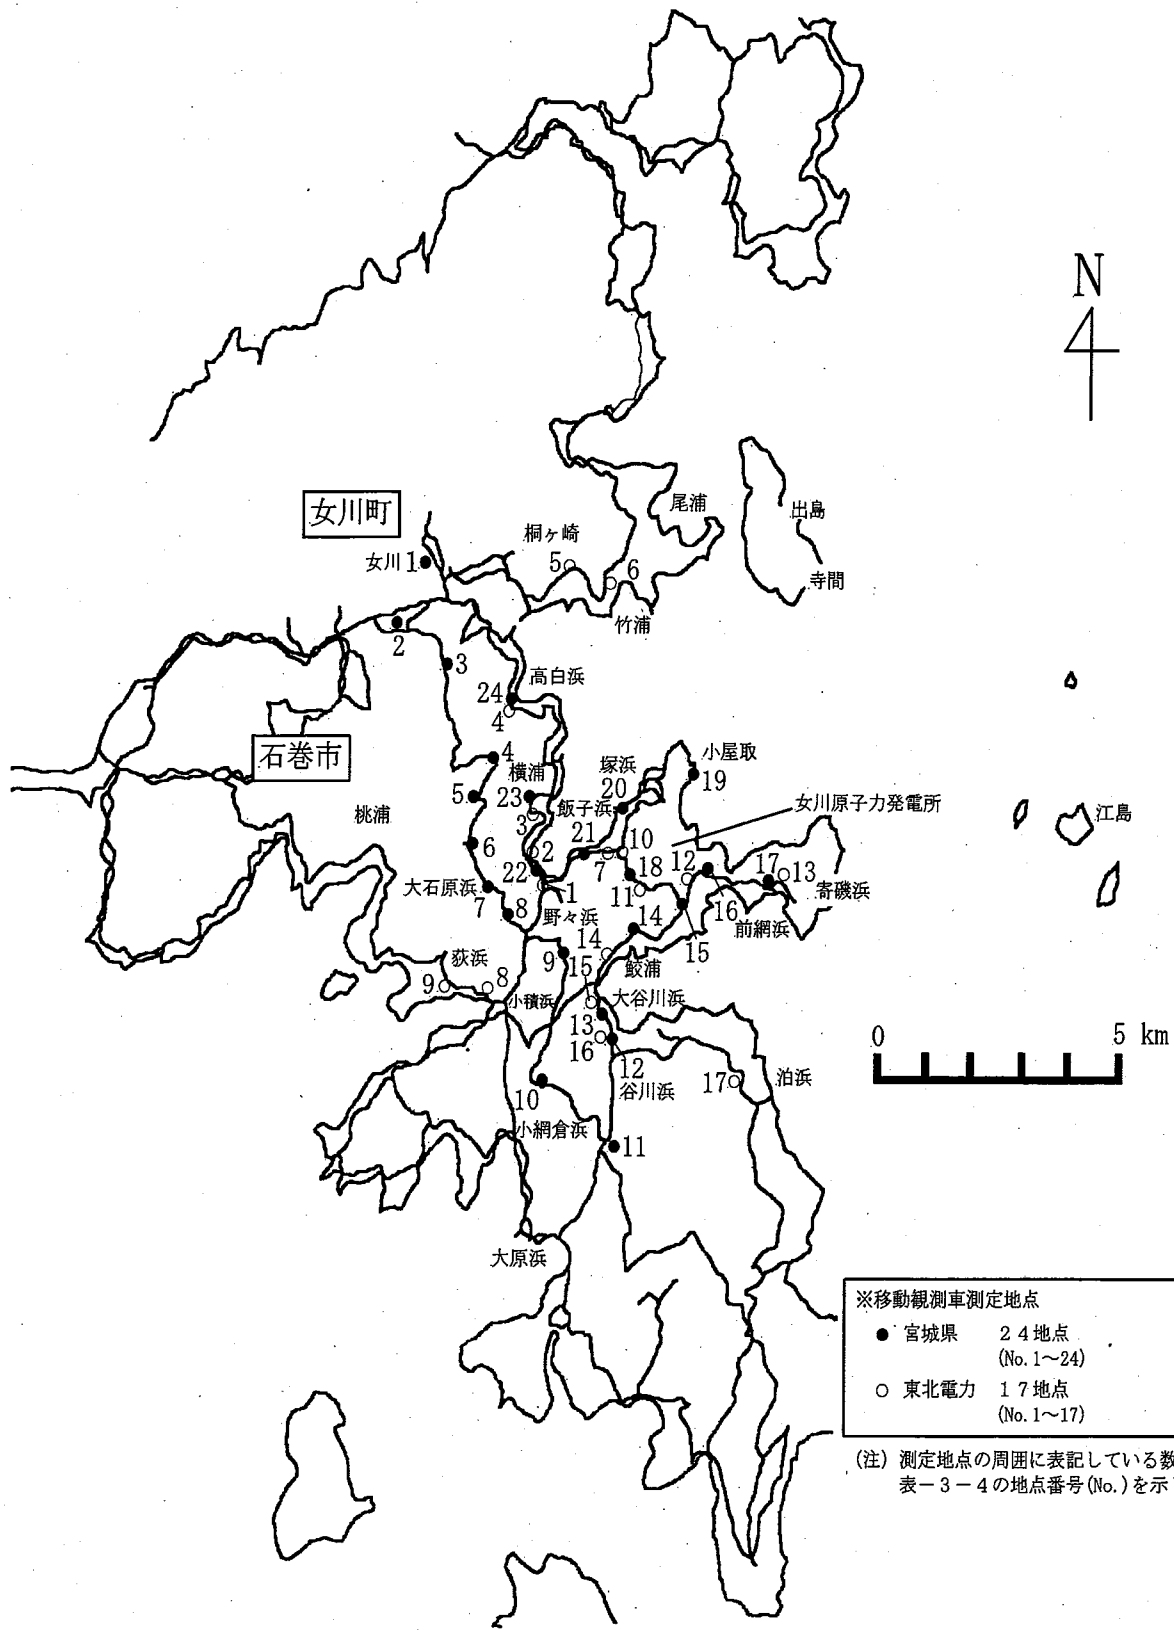 N
尾浦
出島
女川町
桐ヶ崎
女川 1
5
6
寺間
竹浦
2
3
高白浜
24
4
石巻市
4
横浦
小屋取
塚浜
19
5
23
20
女川原子力発電所
飯子浜
桃浦
3
江島
21
6
2
10
22
7
18
12
17
13
大石原浜
11
寄磯浜
7
1
16
8
野々浜
14
前網浜
9
14
15
鮫浦
荻浜
15
9
8
小積浜
大谷川浜
13
0
5 km
16
12
17
泊浜
10
谷川浜
小網倉浜
11
大原浜
※移動観測車測定地点
● 宮城県 24地点
(No. 1～24)
○ 東北電力 17地点
(No. 1～17)
(注) 測定地点の周囲に表記している数
表－3－4の地点番号(No.)を示